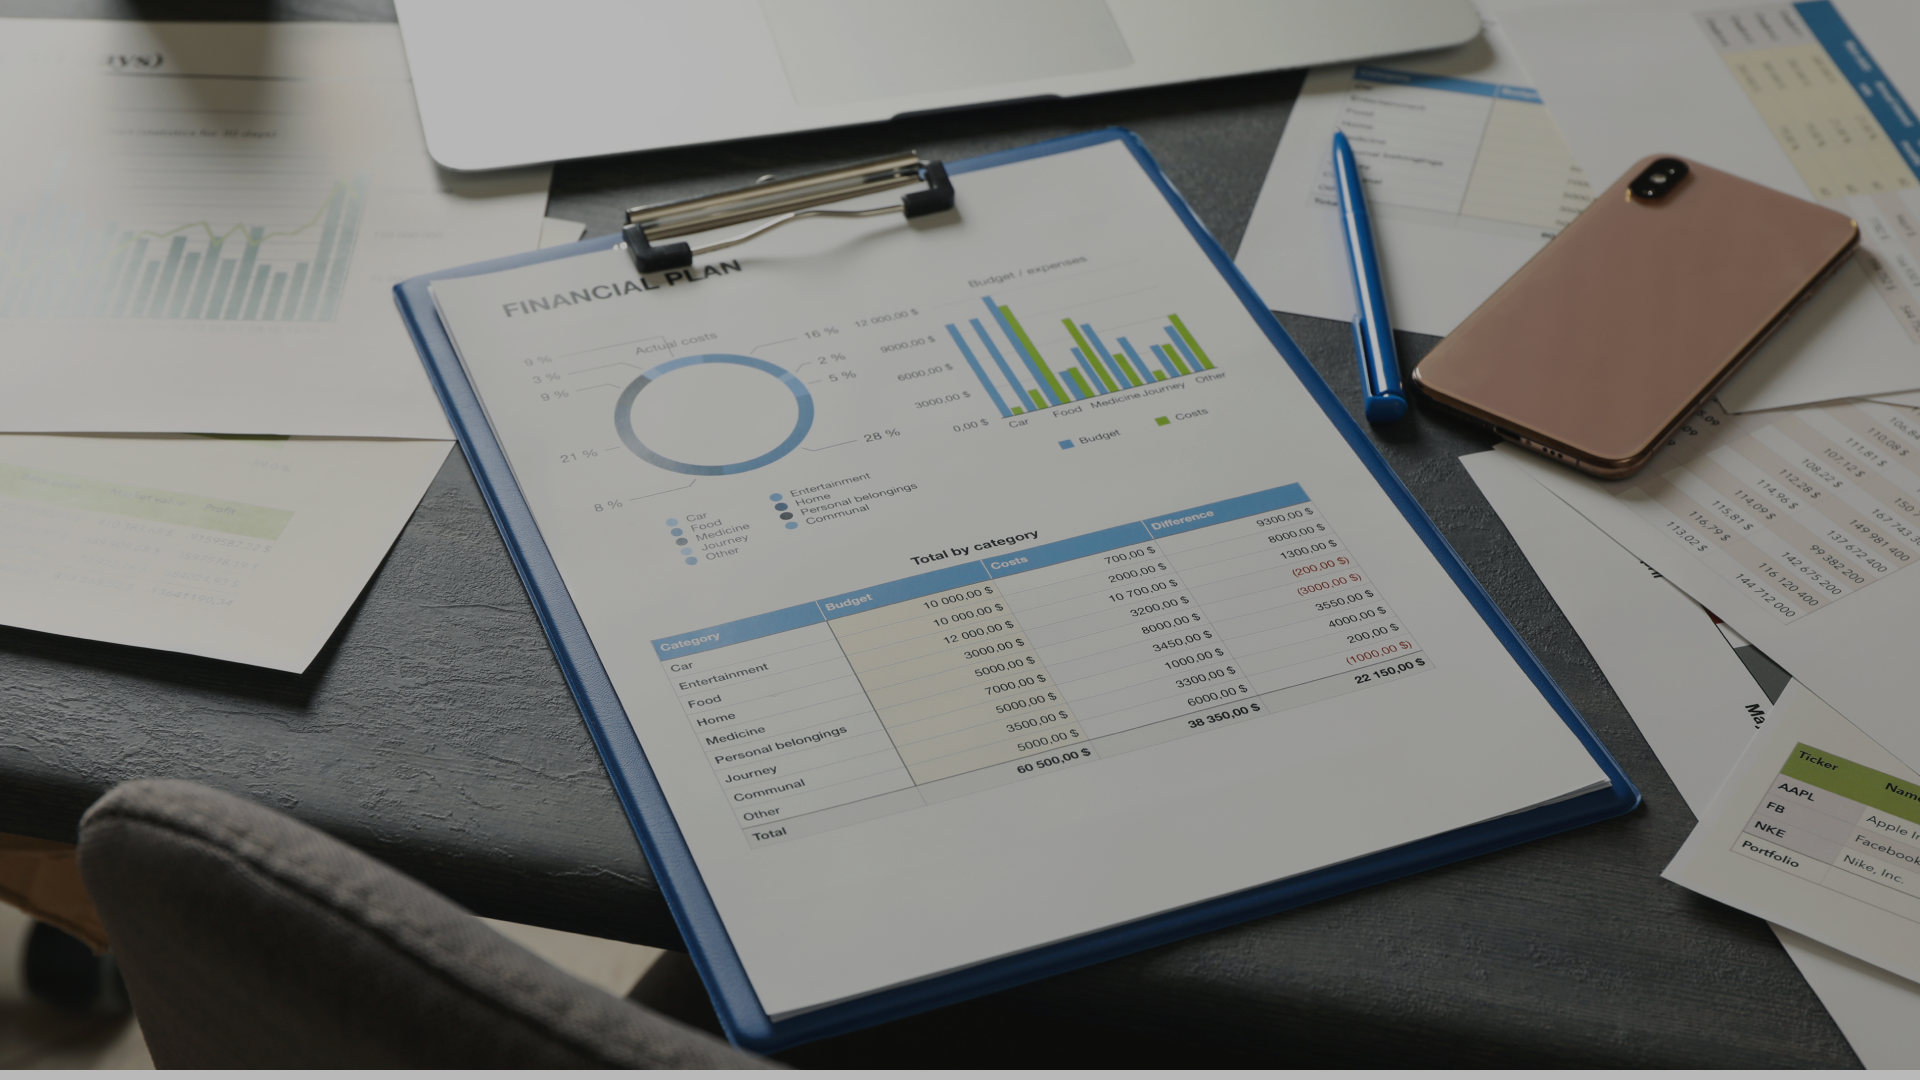 FINANCIAL PLAN
Actual costs
9 %
3 %
9 %
21 %
8 %
16 %
2 %
5 %
28 %
Car
Food
Medicine
Journey
Other
Entertainment
Home
Personal belongings
Communal
Budget / expenses
12 000,00 $
9000,00 $
6000,00 $
3000,00 $
0,00 $
Car Food Medicine Journey Other
Budget Costs
Total by category
Category Budget Costs Difference
Car 10 000,00 $ 700,00 $ 9300,00 $
Entertainment 10 000,00 $ 2000,00 $ 8000,00 $
Food 12 000,00 $ 10 700,00 $ 1300,00 $
Home 3000,00 $ 3200,00 $ (200,00 $)
Medicine 5000,00 $ 8000,00 $ (3000,00 $)
Personal belongings 7000,00 $ 3450,00 $ 3550,00 $
Journey 5000,00 $ 1000,00 $ 4000,00 $
Communal 3500,00 $ 3300,00 $ 200,00 $
Other 5000,00 $ 6000,00 $ (1000,00 $)
Total 60 500,00 $ 38 350,00 $ 22 150,00 $
Category
Entertainment
Food
Home
belongings
111,81 $
110,08 $
107,12 $
108,22 $
112,28 $
114,96 $
114,09 $
115,81 $
116,79 $
113,02 $
149 981 400
137 672 400
99 382 200
142 675 200
116 120 400
144 712 000
Ticker
AAPL
FB Facebook
NKE Nike, Inc.
Portfolio